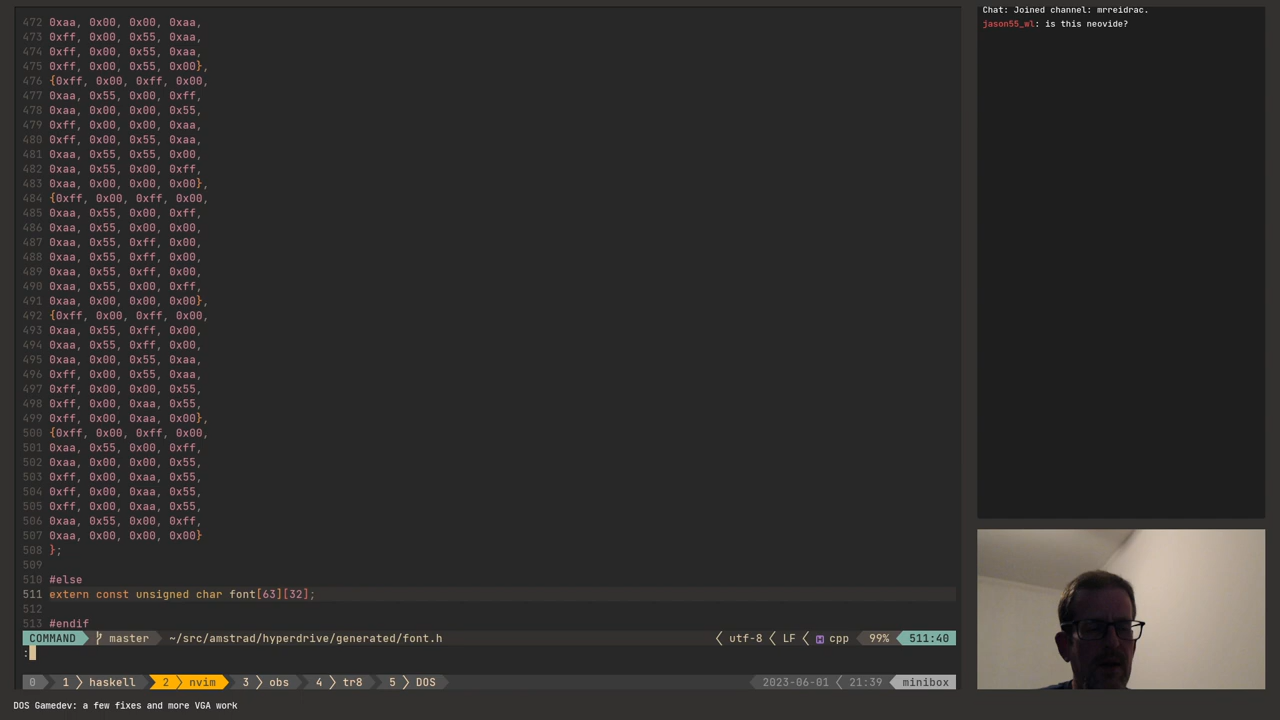 472 0xaa, 0x00, 0x00, 0xaa,
473 0xff, 0x00, 0x55, 0xaa,
474 0xff, 0x00, 0x55, 0xaa,
475 0xff, 0x00, 0x55, 0x00},
476 {0xff, 0x00, 0xff, 0x00,
477 0xaa, 0x55, 0x00, 0xff,
478 0xaa, 0x00, 0x00, 0x55,
479 0xff, 0x00, 0x00, 0xaa,
480 0xff, 0x00, 0x55, 0xaa,
481 0xaa, 0x55, 0x55, 0x00,
482 0xaa, 0x55, 0x00, 0xff,
483 0xaa, 0x00, 0x00, 0x00},
484 {0xff, 0x00, 0xff, 0x00,
485 0xaa, 0x55, 0x00, 0xff,
486 0xaa, 0x55, 0x00, 0x00,
487 0xaa, 0x55, 0xff, 0x00,
488 0xaa, 0x55, 0xff, 0x00,
489 0xaa, 0x55, 0xff, 0x00,
490 0xaa, 0x55, 0x00, 0xff,
491 0xaa, 0x00, 0x00, 0x00},
492 {0xff, 0x00, 0xff, 0x00,
493 0xaa, 0x55, 0xff, 0x00,
494 0xaa, 0x55, 0xff, 0x00,
495 0xaa, 0x00, 0x55, 0xaa,
496 0xff, 0x00, 0x55, 0xaa,
497 0xff, 0x00, 0x00, 0x55,
498 0xff, 0x00, 0xaa, 0x55,
499 0xff, 0x00, 0xaa, 0x00},
500 {0xff, 0x00, 0xff, 0x00,
501 0xaa, 0x55, 0x00, 0xff,
502 0xaa, 0x00, 0x00, 0x55,
503 0xff, 0x00, 0xaa, 0x55,
504 0xff, 0x00, 0xaa, 0x55,
505 0xff, 0x00, 0xaa, 0x55,
506 0xaa, 0x55, 0x00, 0xff,
507 0xaa, 0x00, 0x00, 0x00}
508 };
509
510 #else
511 extern const unsigned char font[63][32];
512
513 #endif
COMMAND master ~/src/amstrad/hyperdrive/generated/font.h utf-8 LF cpp 99% 511:40
:
0 1 haskell 2 nvim 3 obs 4 tr8 5 DOS 2023-06-01 21:39 minibox
DOS Gamedev: a few fixes and more VGA work
Chat: Joined channel: mrreidrac.
jason55_wl: is this neovide?